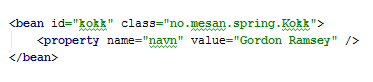 <bean id="kokk" class="no.mesan.spring.Kokk">
    <property name="navn" value="Gordon Ramsey" />
</bean>